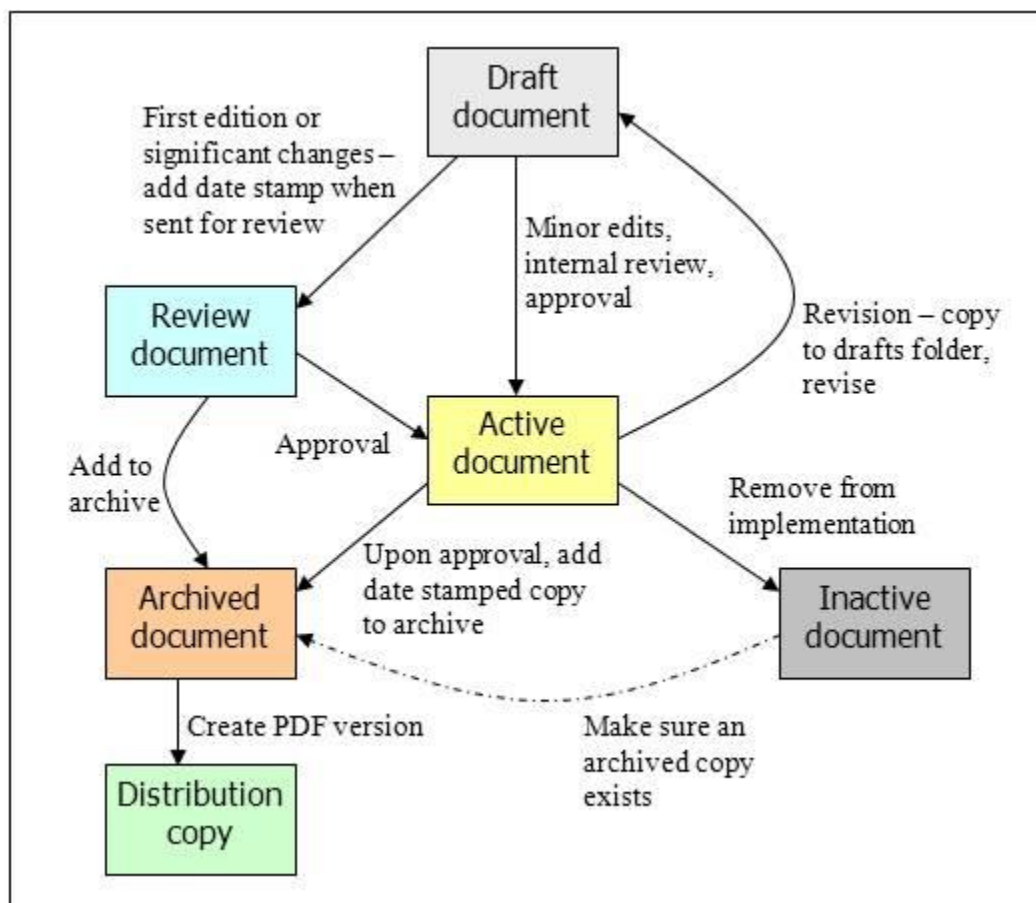 Draft
document
First edition or
significant changes –
add date stamp when
sent for review
Minor edits,
internal review,
approval
Revision – copy
to drafts folder,
revise
Review
document
Approval
Active
document
Add to
archive
Remove from
implementation
Upon approval, add
date stamped copy
to archive
Archived
document
Inactive
document
Create PDF version
Make sure an
archived copy
exists
Distribution
copy